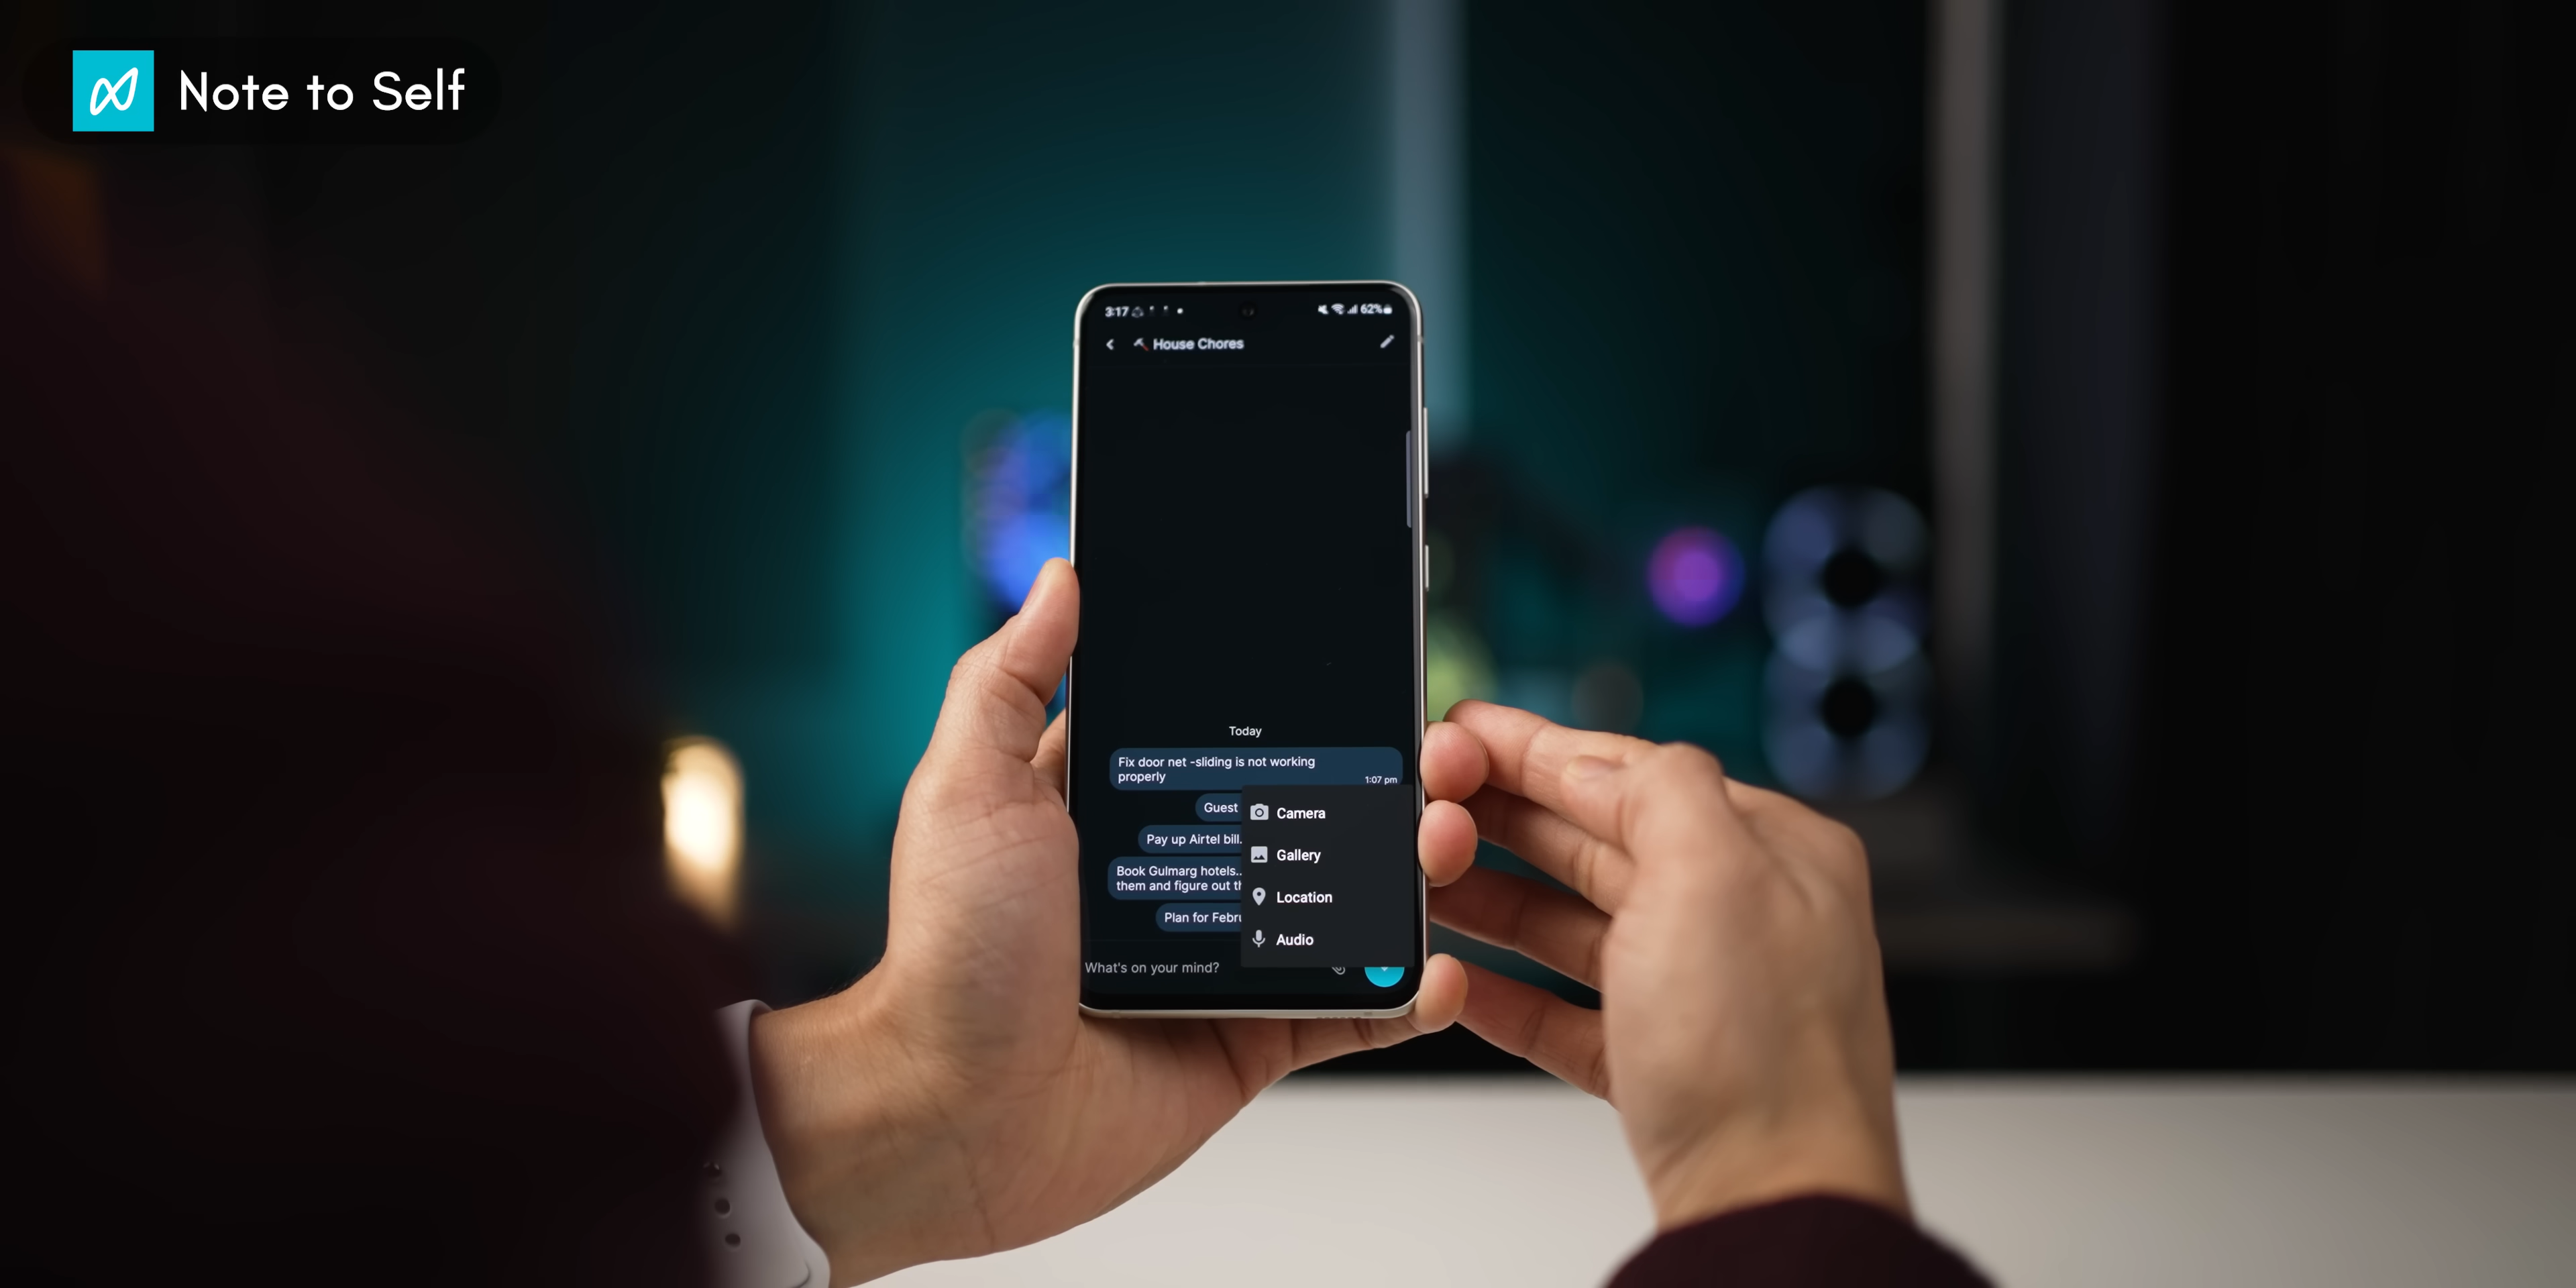 Note to Self
3:17
62%
House Chores
Today
Fix door net -sliding is not working
properly
1:07 pm
Guest
Camera
Pay up Airtel bill.
Gallery
Book Gulmarg hotels..
them and figure out th
Location
Plan for Febru
Audio
What's on your mind?